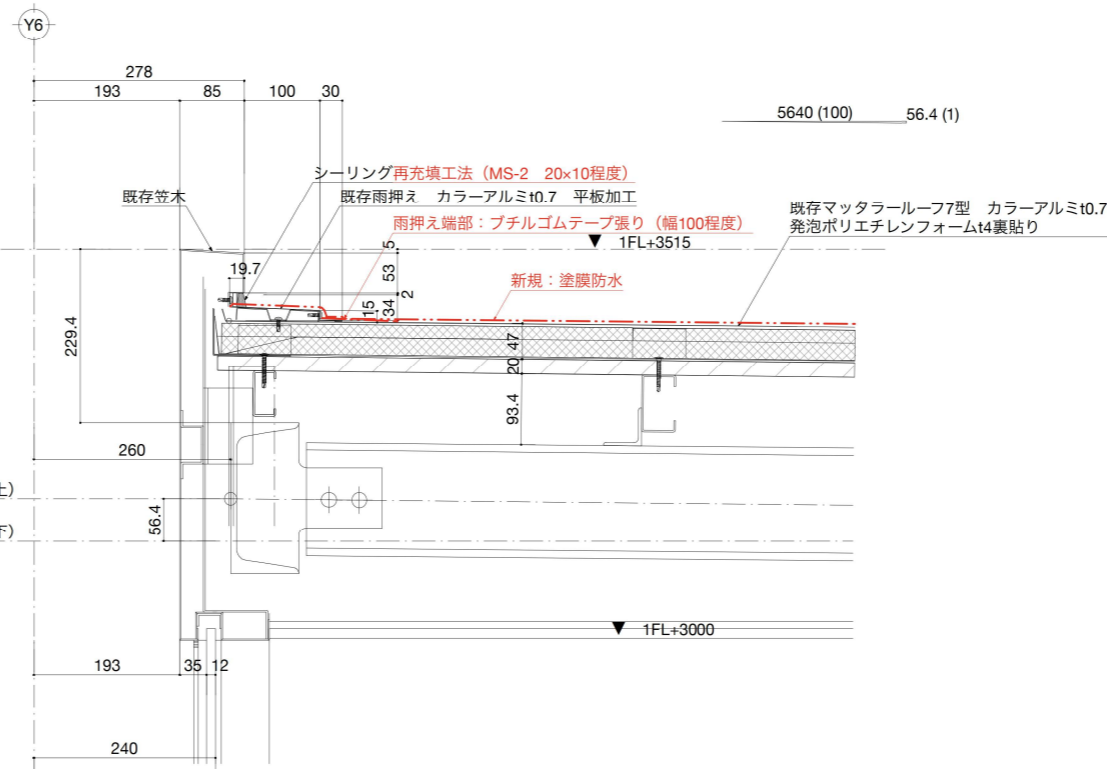 Y6
278
193 85 100 30
5640 (100) 56.4 (1)
シーリング再充填工法（MS-2　20×10程度）
既存笠木
既存雨押え　カラーアルミt0.7　平板加工
既存マッタラールーフ7型　カラーアルミt0.7
発泡ポリエチレンフォームt4裏貼り
雨押え端部：ブチルゴムテープ張り（幅100程度）
5
1FL+3515
53
19.7
新規：塗膜防水
2
15
34
229.4
47
20
93.4
260
56.4
1FL+3000
193 35 12
240